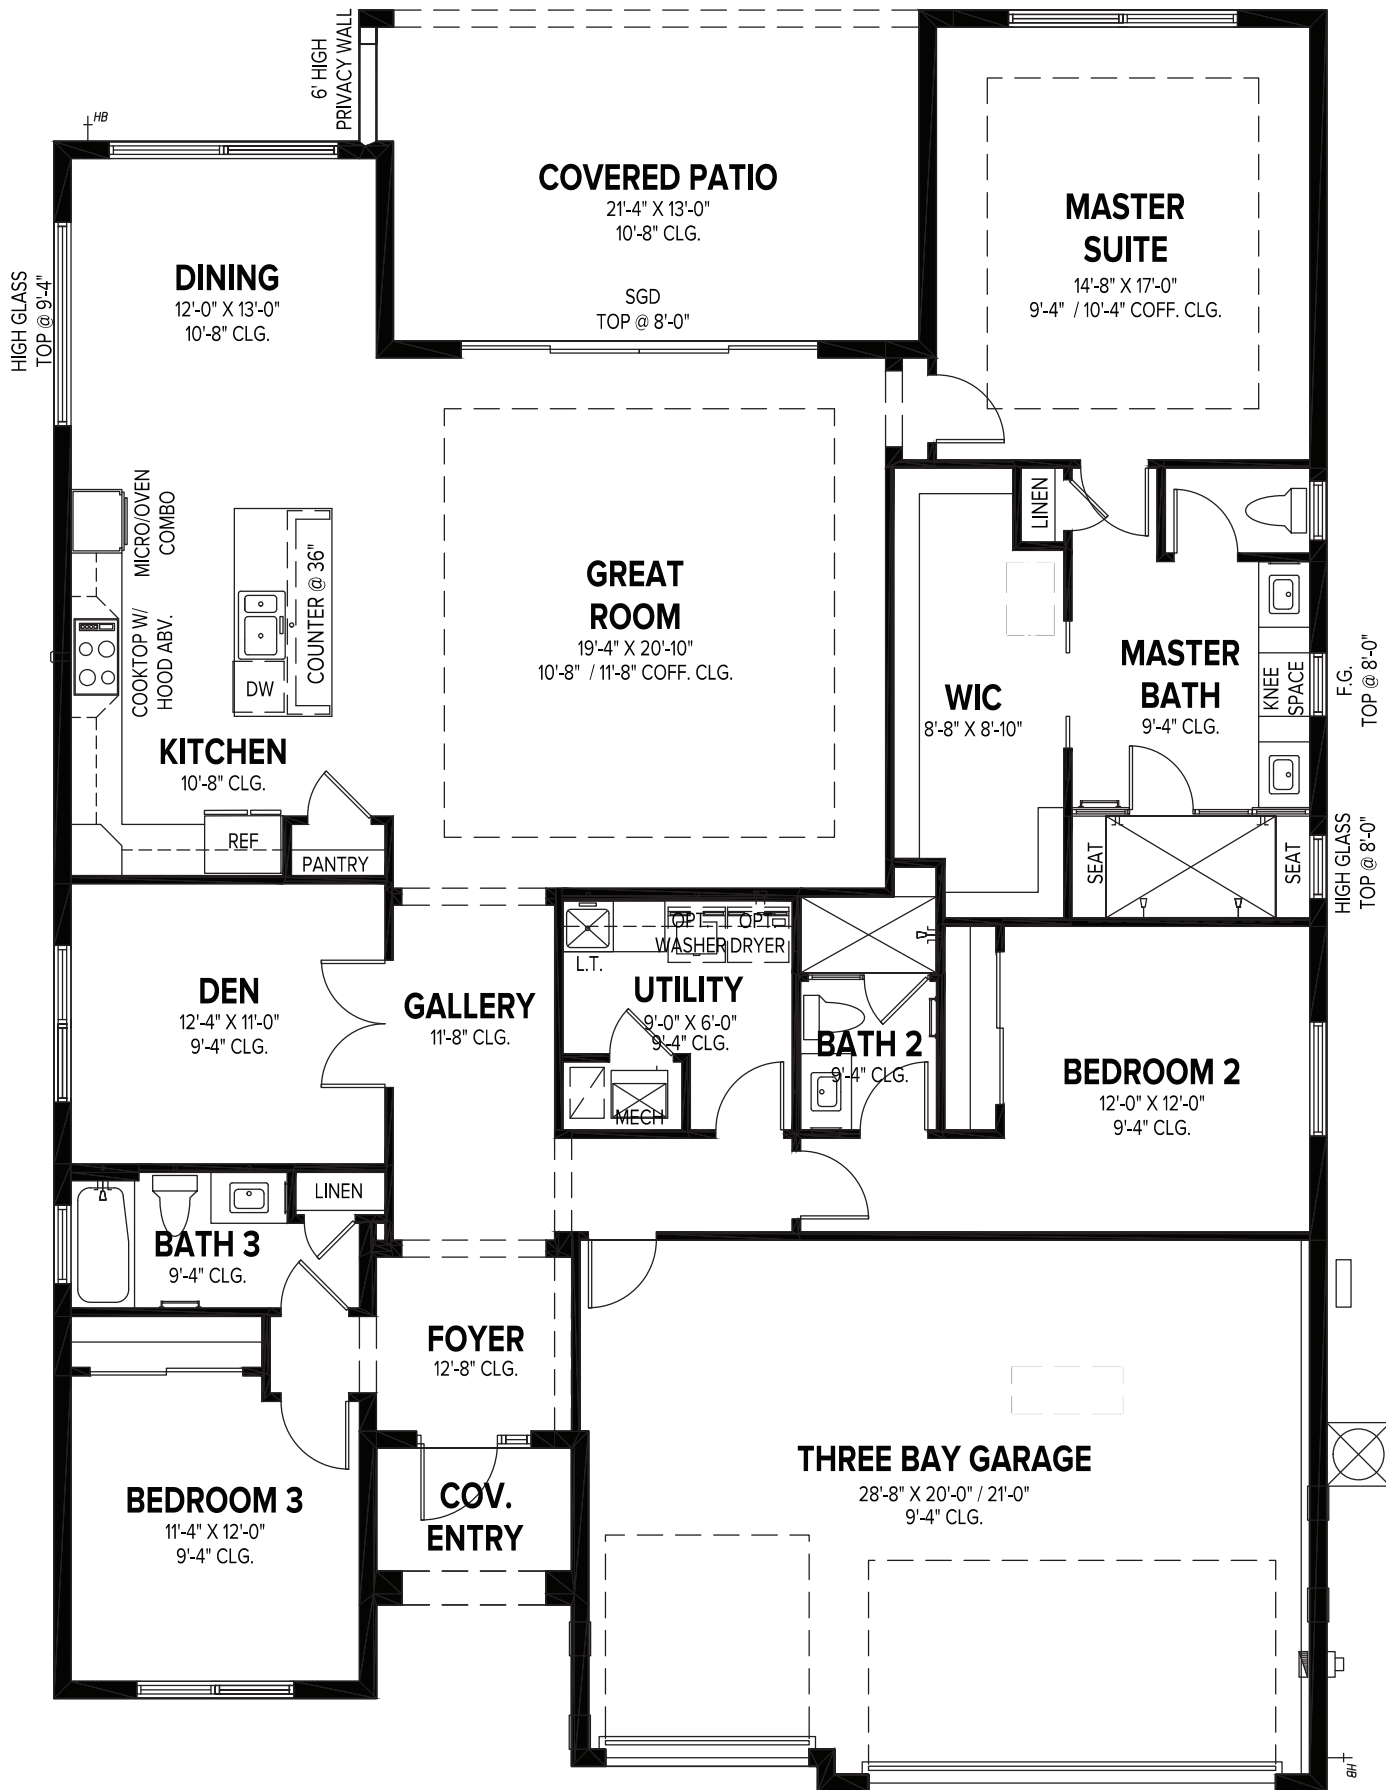 6' HIGH
PRIVACY WALL
HB
COVERED PATIO
21'-4" X 13'-0"
10'-8" CLG.
MASTER
SUITE
14'-8" X 17'-0"
9'-4" / 10'-4" COFF. CLG.
HIGH GLASS
TOP @ 9'-4"
DINING
12'-0" X 13'-0"
10'-8" CLG.
SGD
TOP @ 8'-0"
MICRO/OVEN
COMBO
COOKTOP W/
HOOD ABV.
COUNTER @ 36"
DW
KITCHEN
10'-8" CLG.
REF
PANTRY
GREAT
ROOM
19'-4" X 20'-10"
10'-8" / 11'-8" COFF. CLG.
LINEN
WIC
8'-8" X 8'-10"
MASTER
BATH
9'-4" CLG.
KNEE
SPACE
F.G.
TOP @ 8'-0"
SEAT
SEAT
HIGH GLASS
TOP @ 8'-0"
DEN
12'-4" X 11'-0"
9'-4" CLG.
GALLERY
11'-8" CLG.
L.T.
OPT.
WASHER
OPT.
DRYER
UTILITY
9'-0" X 6'-0"
9'-4" CLG.
MECH
BATH 2
9'-4" CLG.
BEDROOM 2
12'-0" X 12'-0"
9'-4" CLG.
LINEN
BATH 3
9'-4" CLG.
FOYER
12'-8" CLG.
BEDROOM 3
11'-4" X 12'-0"
9'-4" CLG.
COV.
ENTRY
THREE BAY GARAGE
28'-8" X 20'-0" / 21'-0"
9'-4" CLG.
HB